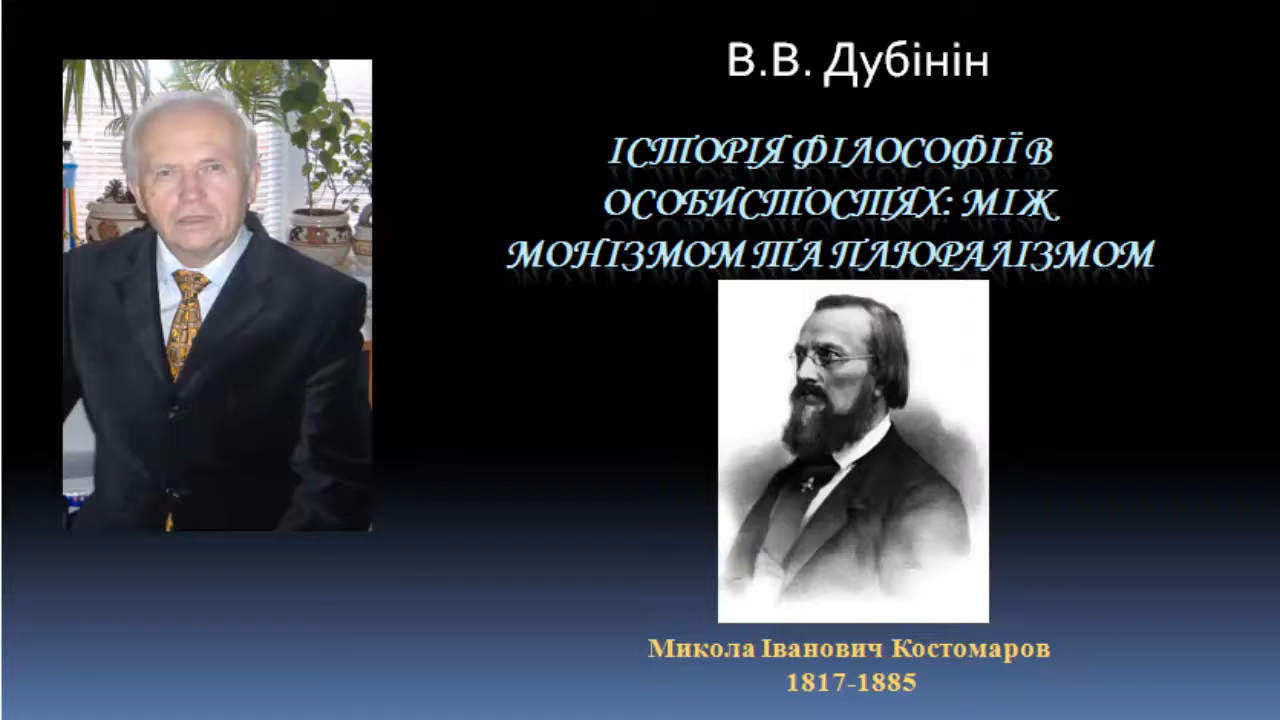 В.В. Дубінін
ІСТОРІЯ ФІЛОСОФІЇ В
ОСОБИСТОСТЯХ: МІЖ
МОНІЗМОМ ТА ПЛЮРАЛІЗМОМ
Микола Іванович Костомаров
1817-1885